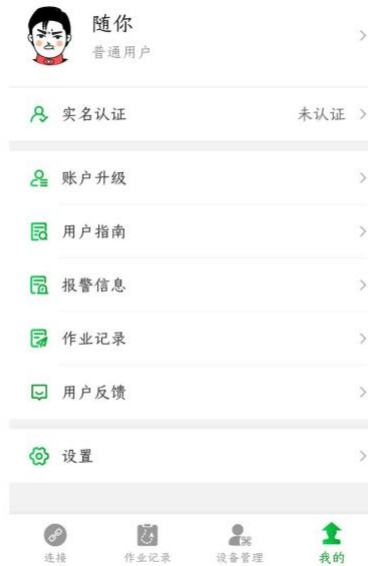 随你
普通用户
实名认证 未认证
账户升级
用户指南
报警信息
作业记录
用户反馈
设置
连接 作业记录 设备管理 我的